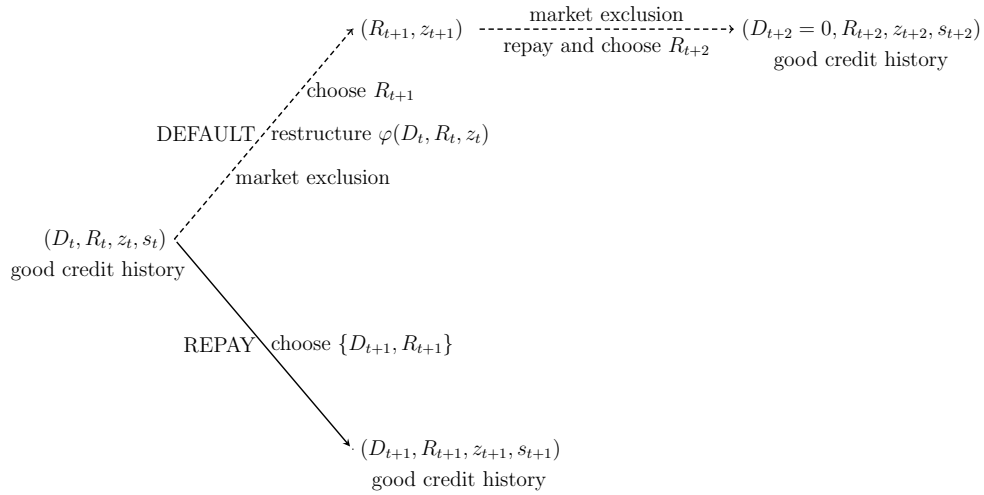 (R_{t+1}, z_{t+1})
market exclusion
repay and choose R_{t+2}
(D_{t+2} = 0, R_{t+2}, z_{t+2}, s_{t+2})
good credit history
choose R_{t+1}
DEFAULT
restructure φ(D_t, R_t, z_t)
market exclusion
(D_t, R_t, z_t, s_t)
good credit history
REPAY
choose {D_{t+1}, R_{t+1}}
(D_{t+1}, R_{t+1}, z_{t+1}, s_{t+1})
good credit history